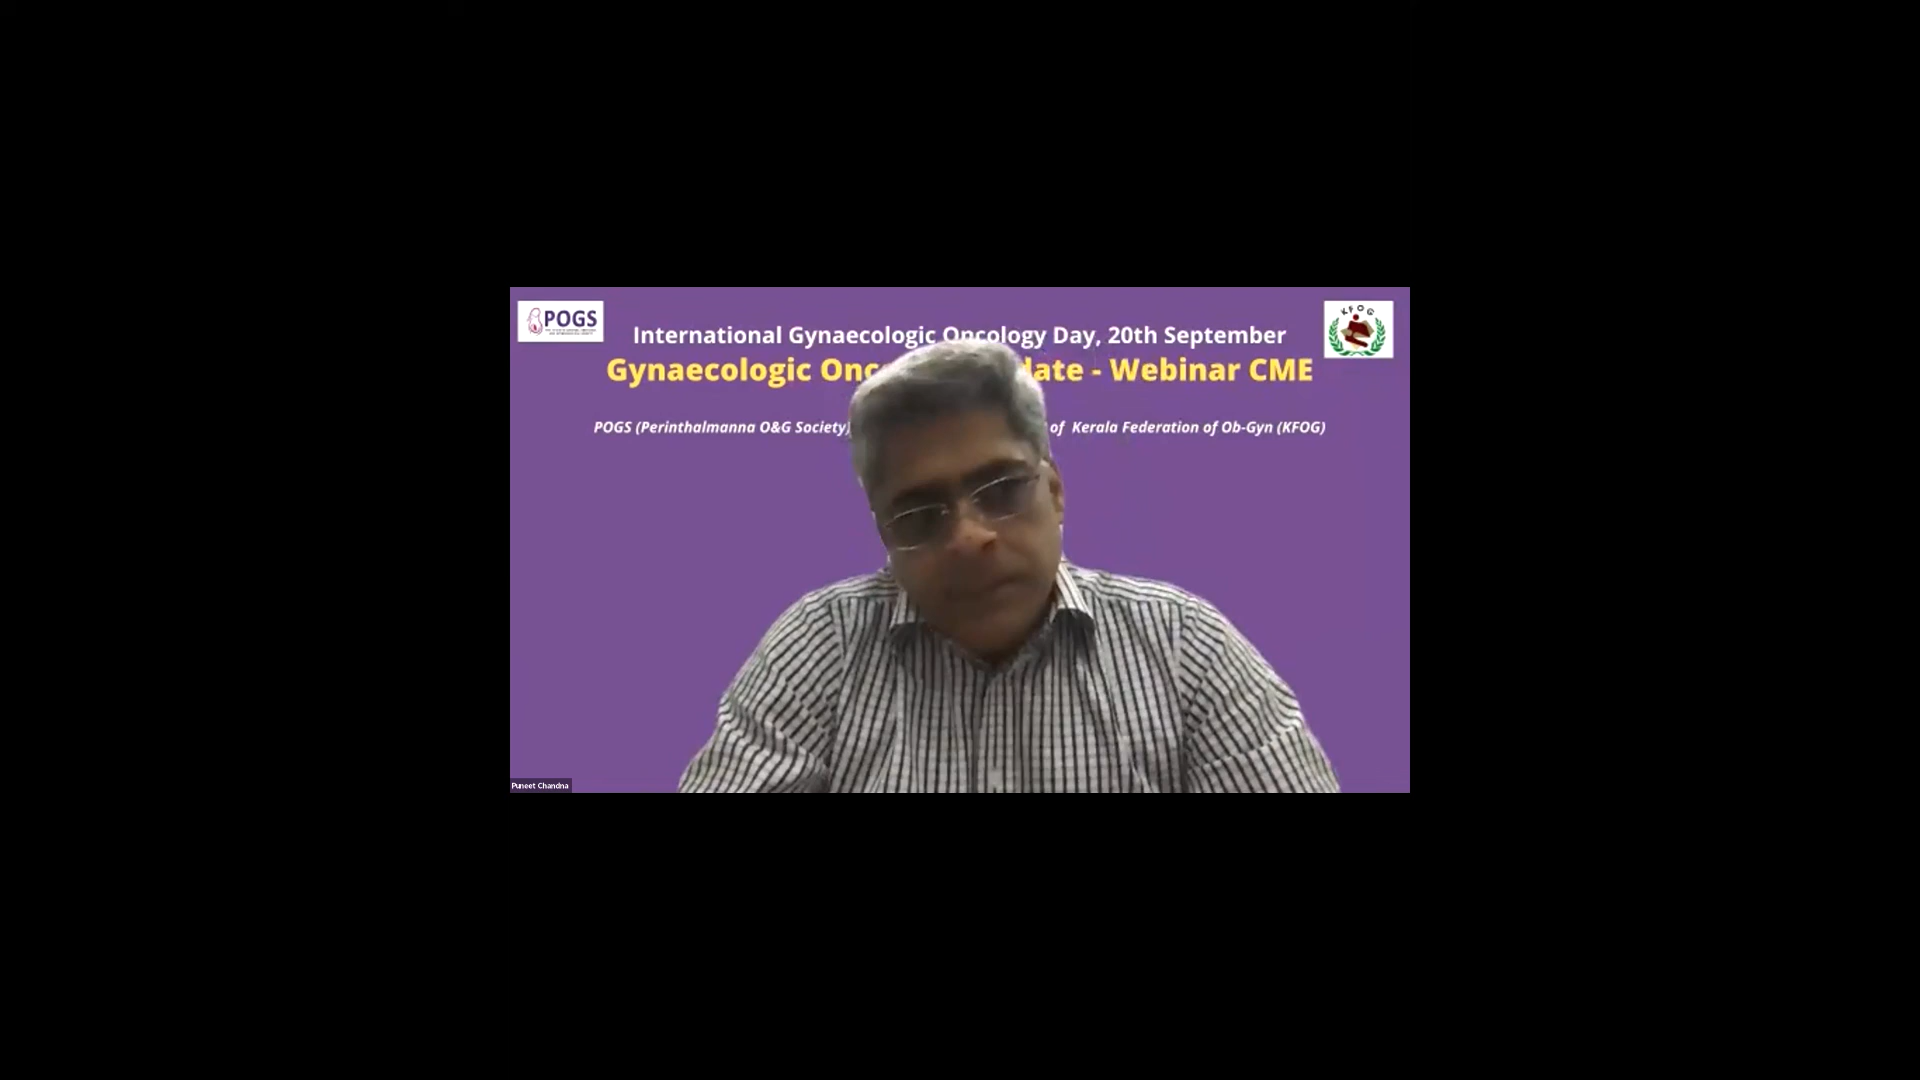 POGS
KFOG
International Gynaecologic Oncology Day, 20th September
Gynaecologic Onc date - Webinar CME
POGS (Perinthalmanna O&G Society) of Kerala Federation of Ob-Gyn (KFOG)
Puneet Chandna